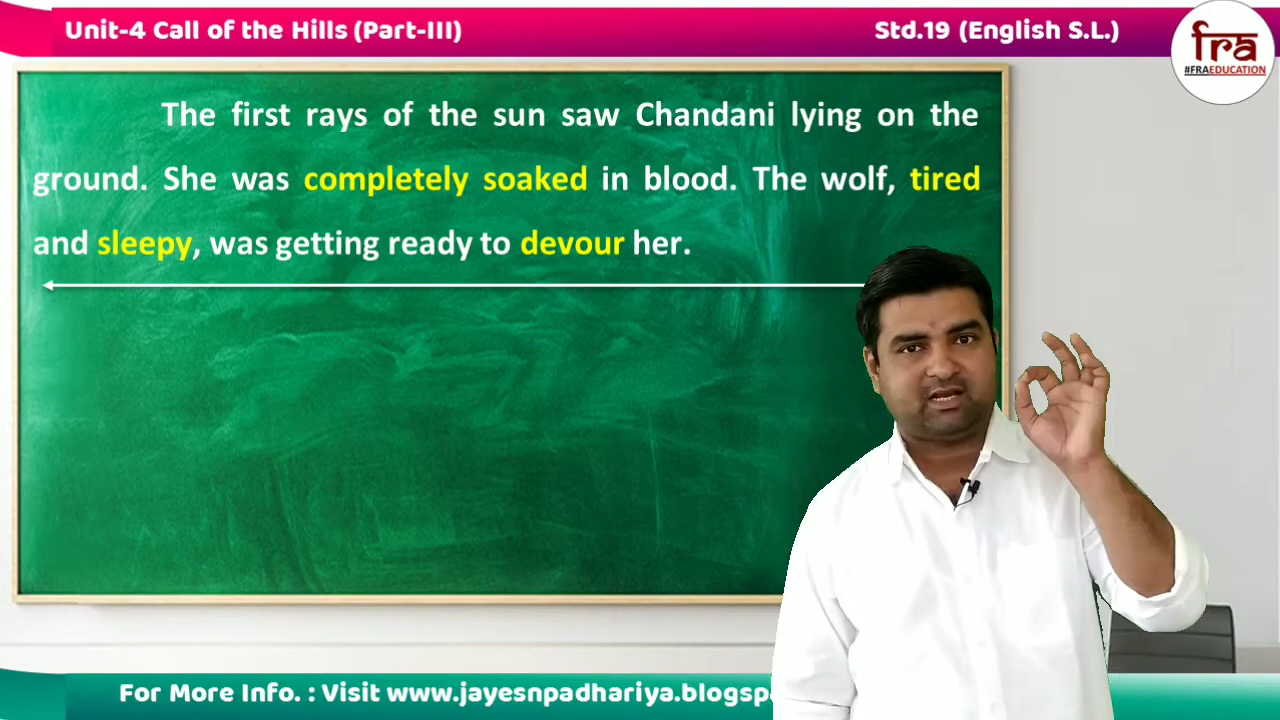 Unit-4 Call of the Hills (Part-III)
Std.19 (English S.L.)
fra
#FRAEDUCATION
The first rays of the sun saw Chandani lying on the
ground. She was completely soaked in blood. The wolf, tired
and sleepy, was getting ready to devour her.
For More Info. : Visit www.jayesnpadhariya.blogsp